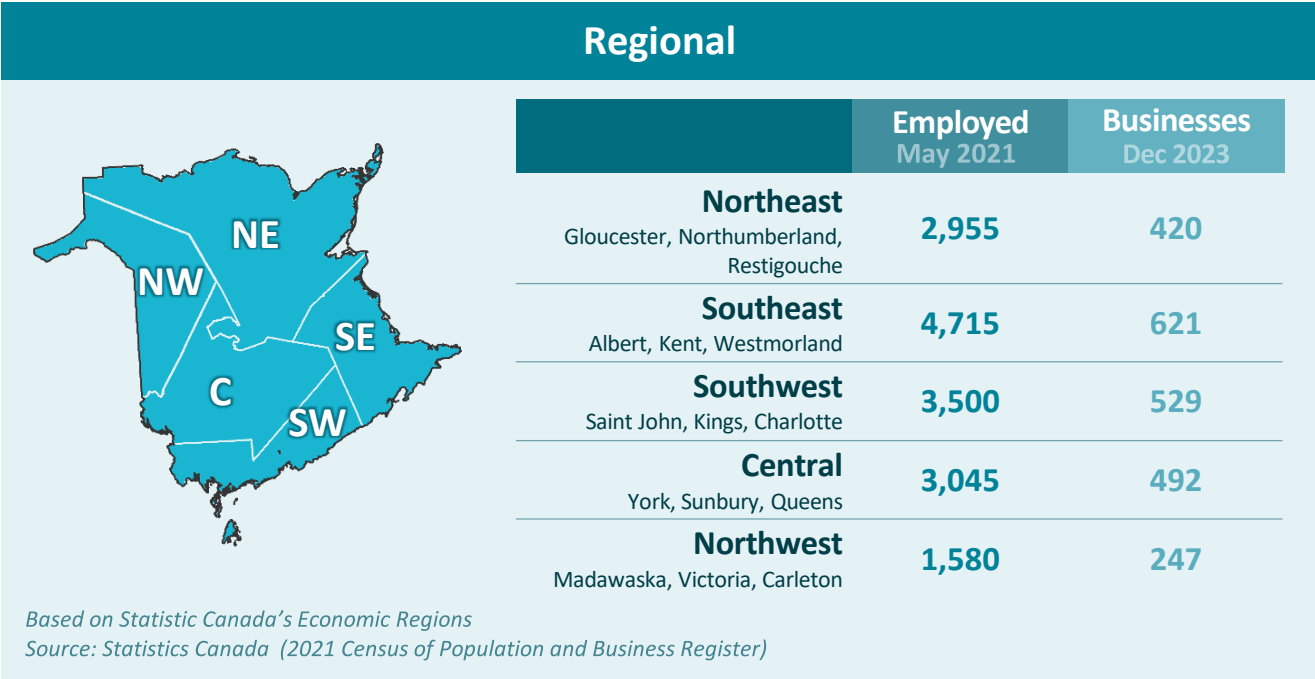 Regional
NE
NW
SE
C
SW
Employed
May 2021
Businesses
Dec 2023
Northeast
Gloucester, Northumberland,
Restigouche
2,955
420
Southeast
Albert, Kent, Westmorland
4,715
621
Southwest
Saint John, Kings, Charlotte
3,500
529
Central
York, Sunbury, Queens
3,045
492
Northwest
Madawaska, Victoria, Carleton
1,580
247
Based on Statistic Canada’s Economic Regions
Source: Statistics Canada (2021 Census of Population and Business Register)